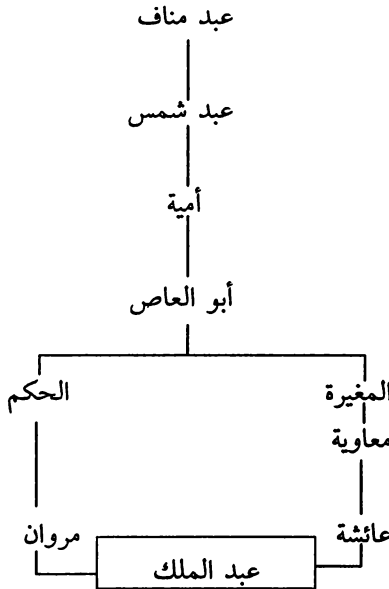 عبد مناف
عبد شمس
أمية
أبو العاص
المغيرة
الحكم
معاوية
عائشة
مروان
عبد الملك